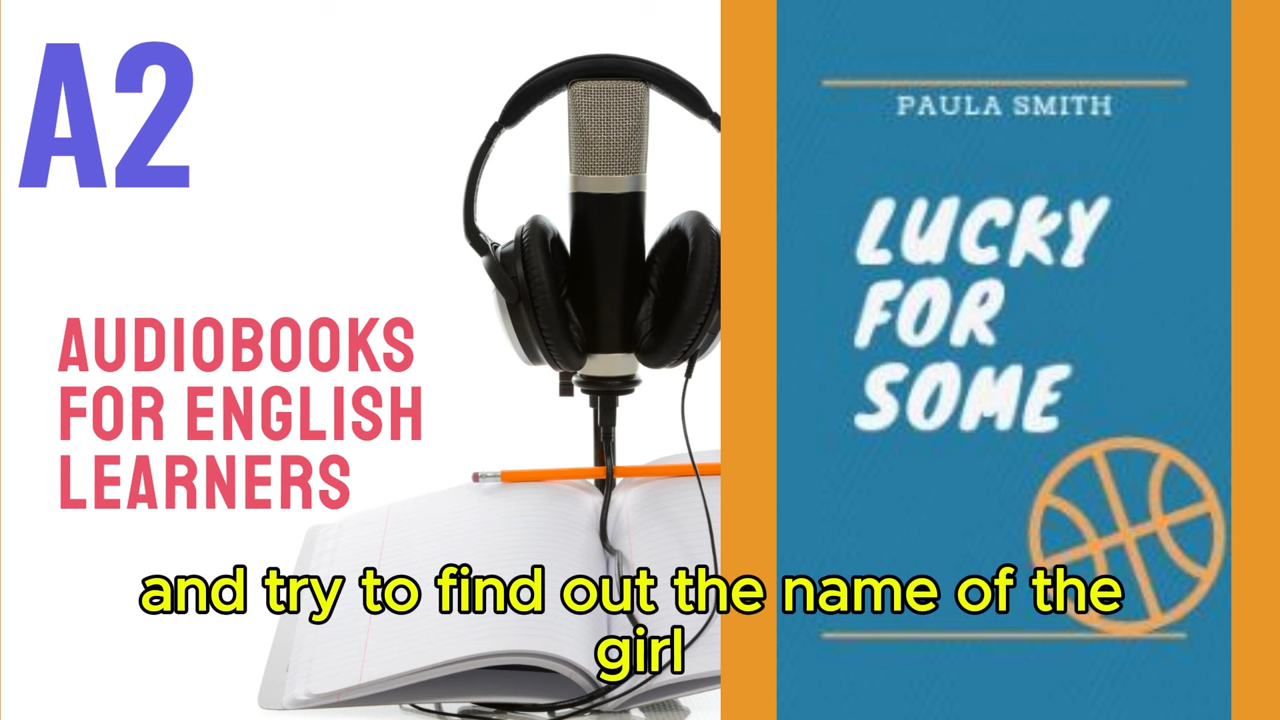 A2
AUDIOBOOKS
FOR ENGLISH
LEARNERS
PAULA SMITH
LUCKY
FOR
SOME
and try to find out the name of the
girl